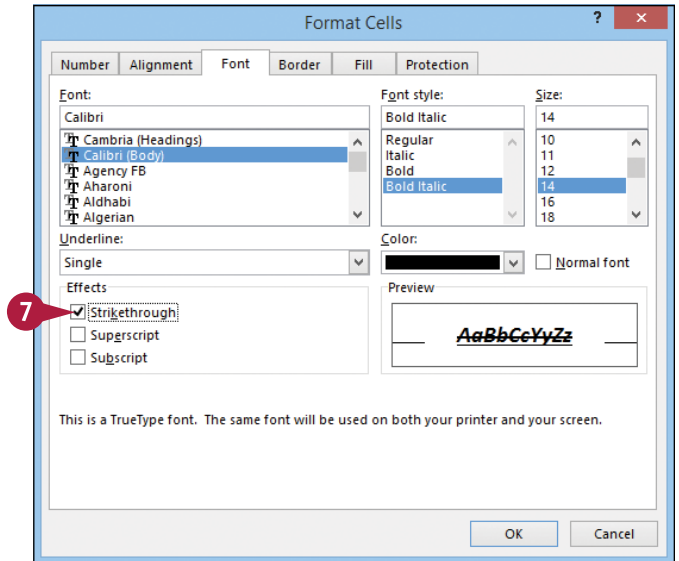 Format Cells
? ×
Number Alignment Font Border Fill Protection
Font: Font style: Size:
Calibri Bold Italic 14
Cambria (Headings) Regular 10
Calibri (Body) Italic 11
Agency FB Bold 12
Aharoni Bold Italic 14
Aldhabi 16
Algerian 18
Underline: Color:
Single Normal font
Effects Preview
7 Strikethrough AaBbCcYyZz
Superscript
Subscript
This is a TrueType font. The same font will be used on both your printer and your screen.
OK Cancel